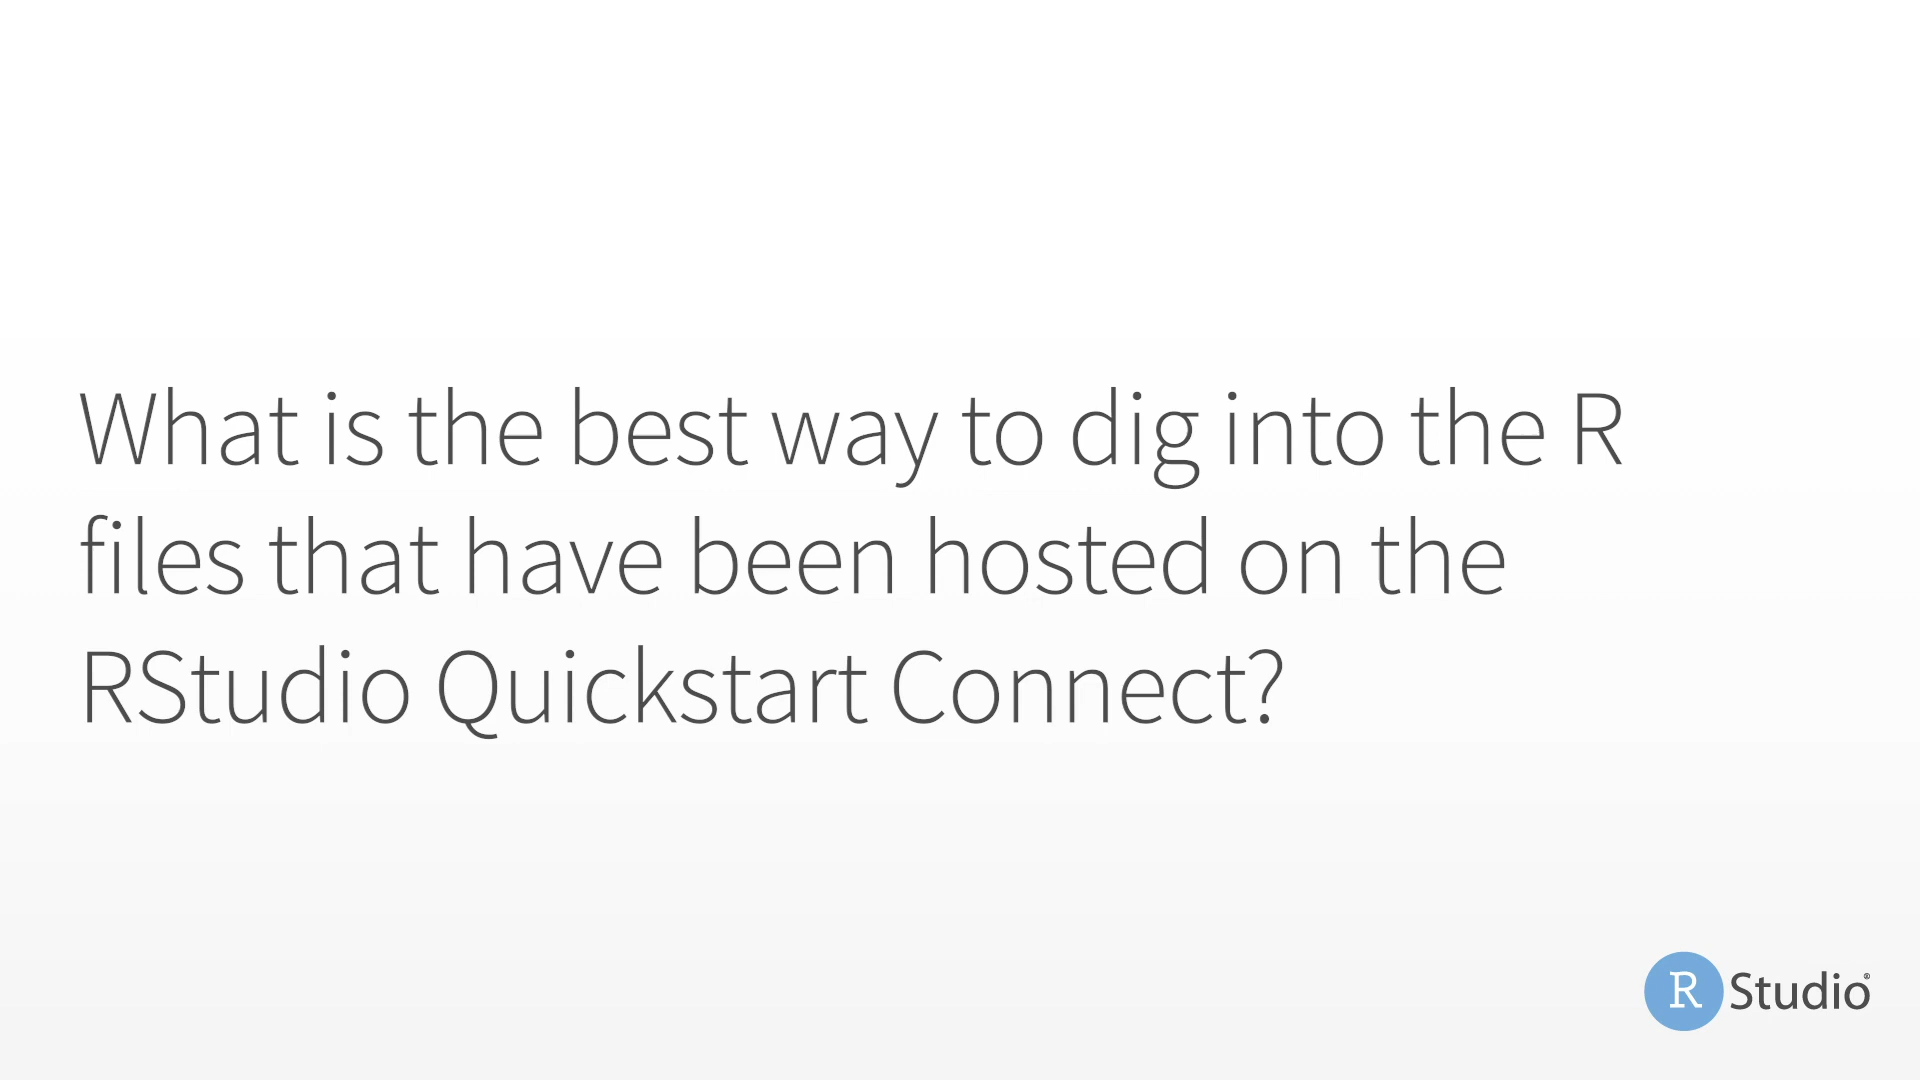 What is the best way to dig into the R
files that have been hosted on the
RStudio Quickstart Connect?
R Studio®